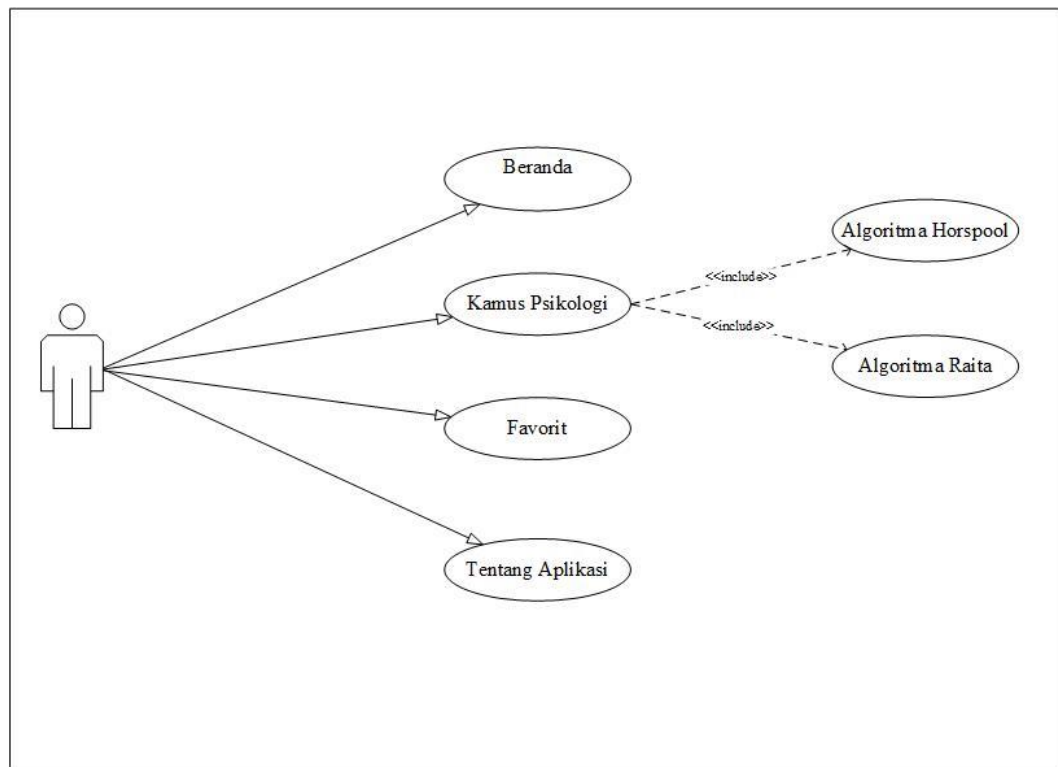 Beranda
Algoritma Horspool
<<include>>
Kamus Psikologi
<<include>>
Algoritma Raita
Favorit
Tentang Aplikasi